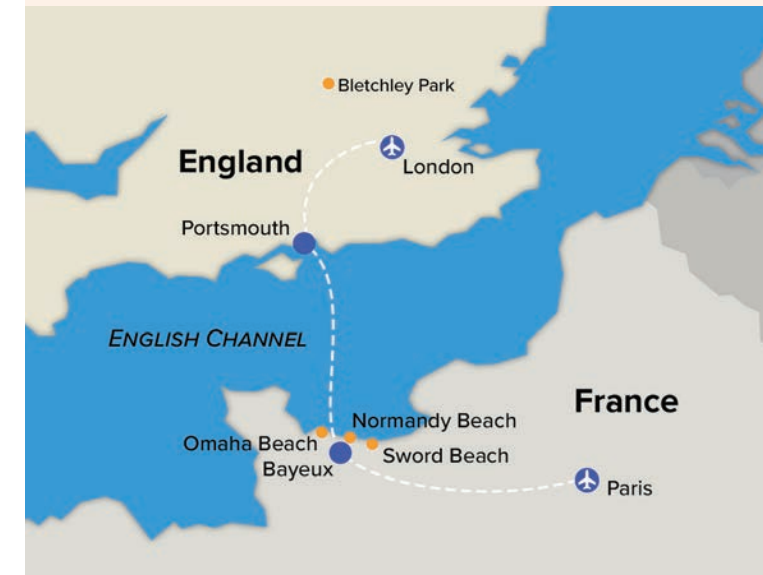 Bletchley Park
England
London
Portsmouth
ENGLISH CHANNEL
France
Normandy Beach
Omaha Beach
Sword Beach
Bayeux
Paris